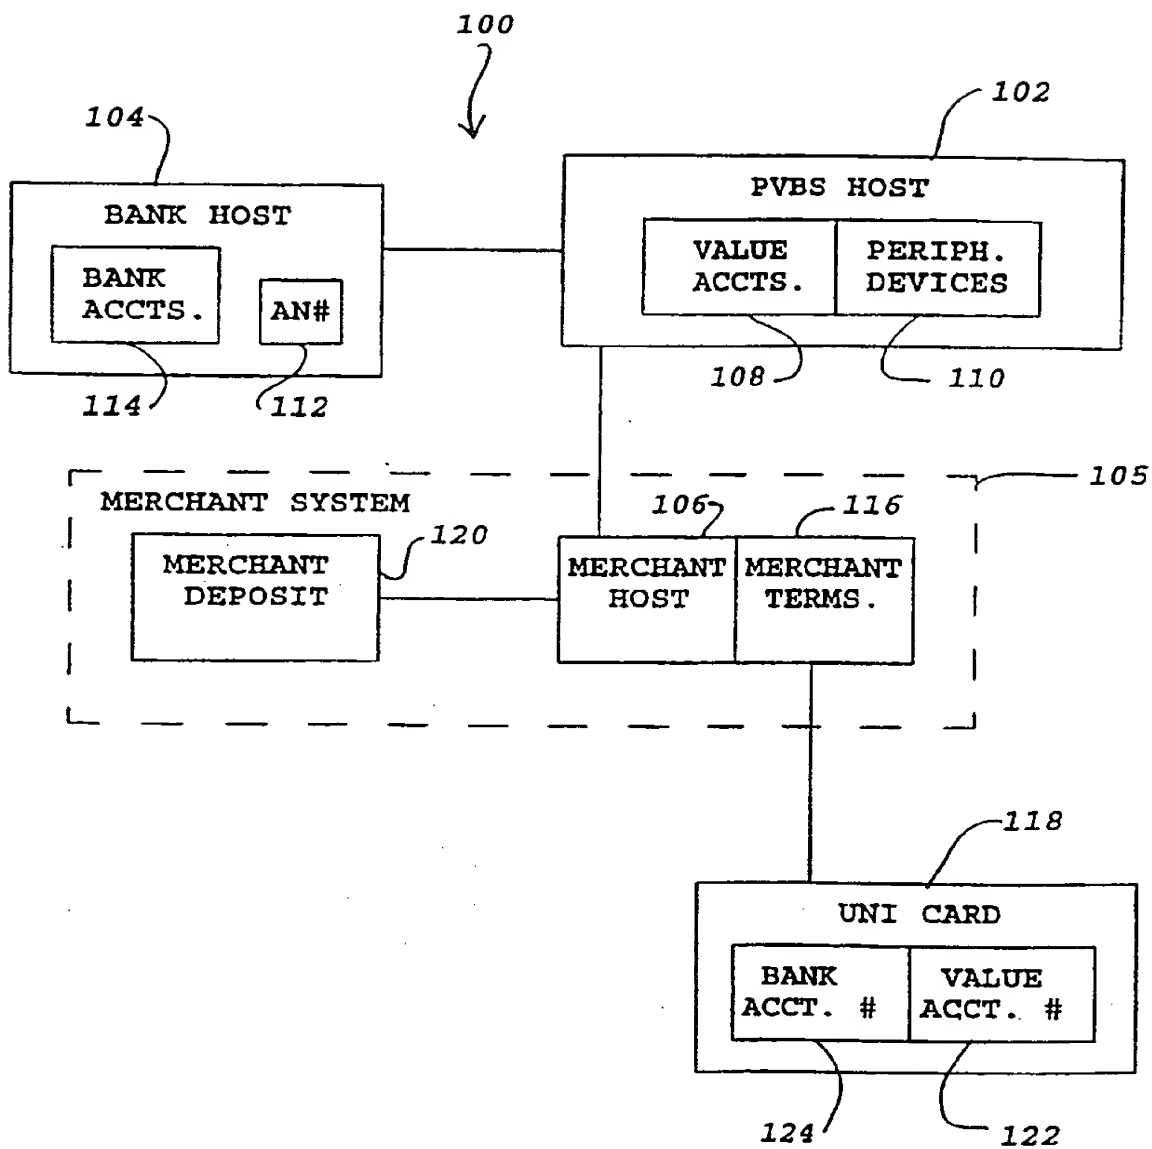 100
102
104
PVBS HOST
BANK HOST
VALUE
ACCTS.
PERIPH.
DEVICES
BANK
ACCTS.
AN#
108
110
114
112
105
MERCHANT SYSTEM
106
116
120
MERCHANT
DEPOSIT
MERCHANT
HOST
MERCHANT
TERMS.
118
UNI CARD
BANK
ACCT. #
VALUE
ACCT. #
124
122